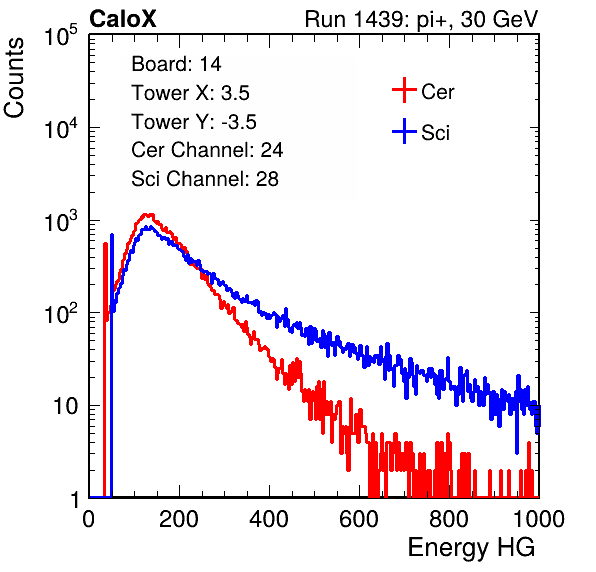 CaloX Run 1439: pi+, 30 GeV
Counts
10^5
10^4
10^3
10^2
10
1
Board: 14
Tower X: 3.5
Tower Y: -3.5
Cer Channel: 24
Sci Channel: 28
Cer
Sci
0 200 400 600 800 1000
Energy HG